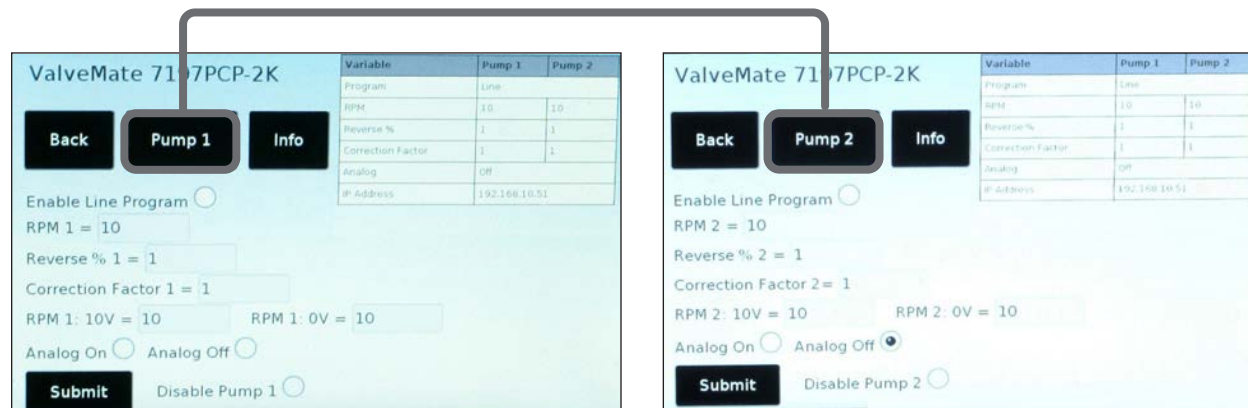 ValveMate 7197PCP-2K
Variable Pump 1 Pump 2
Program Line
RPM 10 10
Reverse % 1 1
Correction Factor 1 1
Analog Off
IP Address 192.168.10.51
Back Pump 1 Info
Enable Line Program
RPM 1 = 10
Reverse % 1 = 1
Correction Factor 1 = 1
RPM 1: 10V = 10 RPM 1: 0V = 10
Analog On Analog Off
Submit Disable Pump 1
ValveMate 7197PCP-2K
Variable Pump 1 Pump 2
Program Line
RPM 10 10
Reverse % 1 1
Correction Factor 1 1
Analog Off
IP Address 192.168.10.51
Back Pump 2 Info
Enable Line Program
RPM 2 = 10
Reverse % 2 = 1
Correction Factor 2= 1
RPM 2: 10V = 10 RPM 2: 0V = 10
Analog On Analog Off
Submit Disable Pump 2